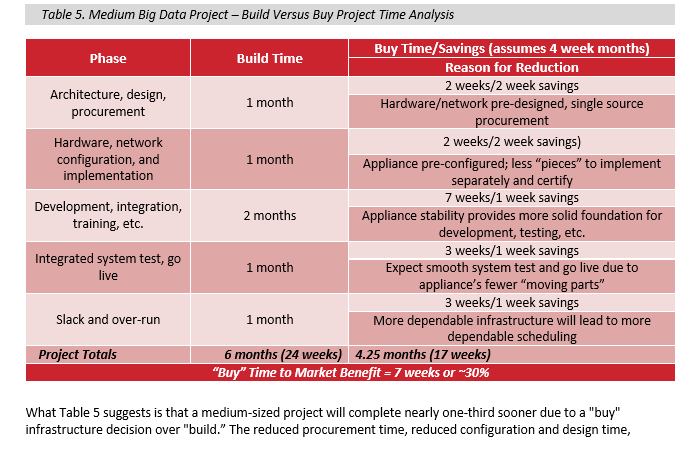 Table 5. Medium Big Data Project – Build Versus Buy Project Time Analysis
Phase
Build Time
Buy Time/Savings (assumes 4 week months)
Reason for Reduction
Architecture, design,
procurement
1 month
2 weeks/2 week savings
Hardware/network pre-designed, single source
procurement
Hardware, network
configuration, and
implementation
1 month
2 weeks/2 week savings)
Appliance pre-configured; less “pieces” to implement
separately and certify
Development, integration,
training, etc.
2 months
7 weeks/1 week savings
Appliance stability provides more solid foundation for
development, testing, etc.
Integrated system test, go
live
1 month
3 weeks/1 week savings
Expect smooth system test and go live due to
appliance’s fewer “moving parts”
Slack and over-run
1 month
3 weeks/1 week savings
More dependable infrastructure will lead to more
dependable scheduling
Project Totals
6 months (24 weeks)
4.25 months (17 weeks)
“Buy” Time to Market Benefit = 7 weeks or ~30%
What Table 5 suggests is that a medium-sized project will complete nearly one-third sooner due to a "buy"
infrastructure decision over "build.” The reduced procurement time, reduced configuration and design time,